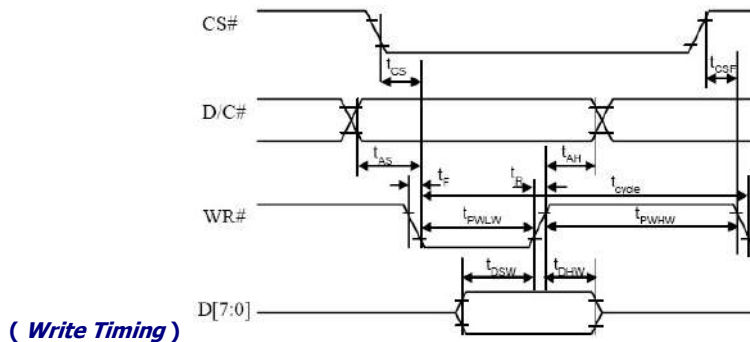 CS#
tCS
tCSF
D/C#
tAS
tAH
tF
tR
tcycle
WR#
tPWLW
tPWHW
tDSW
tDHW
D[7:0]
( Write Timing )